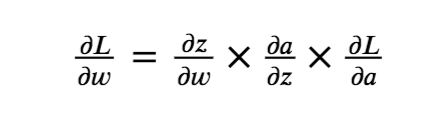 ∂L/∂w = ∂z/∂w × ∂a/∂z × ∂L/∂a